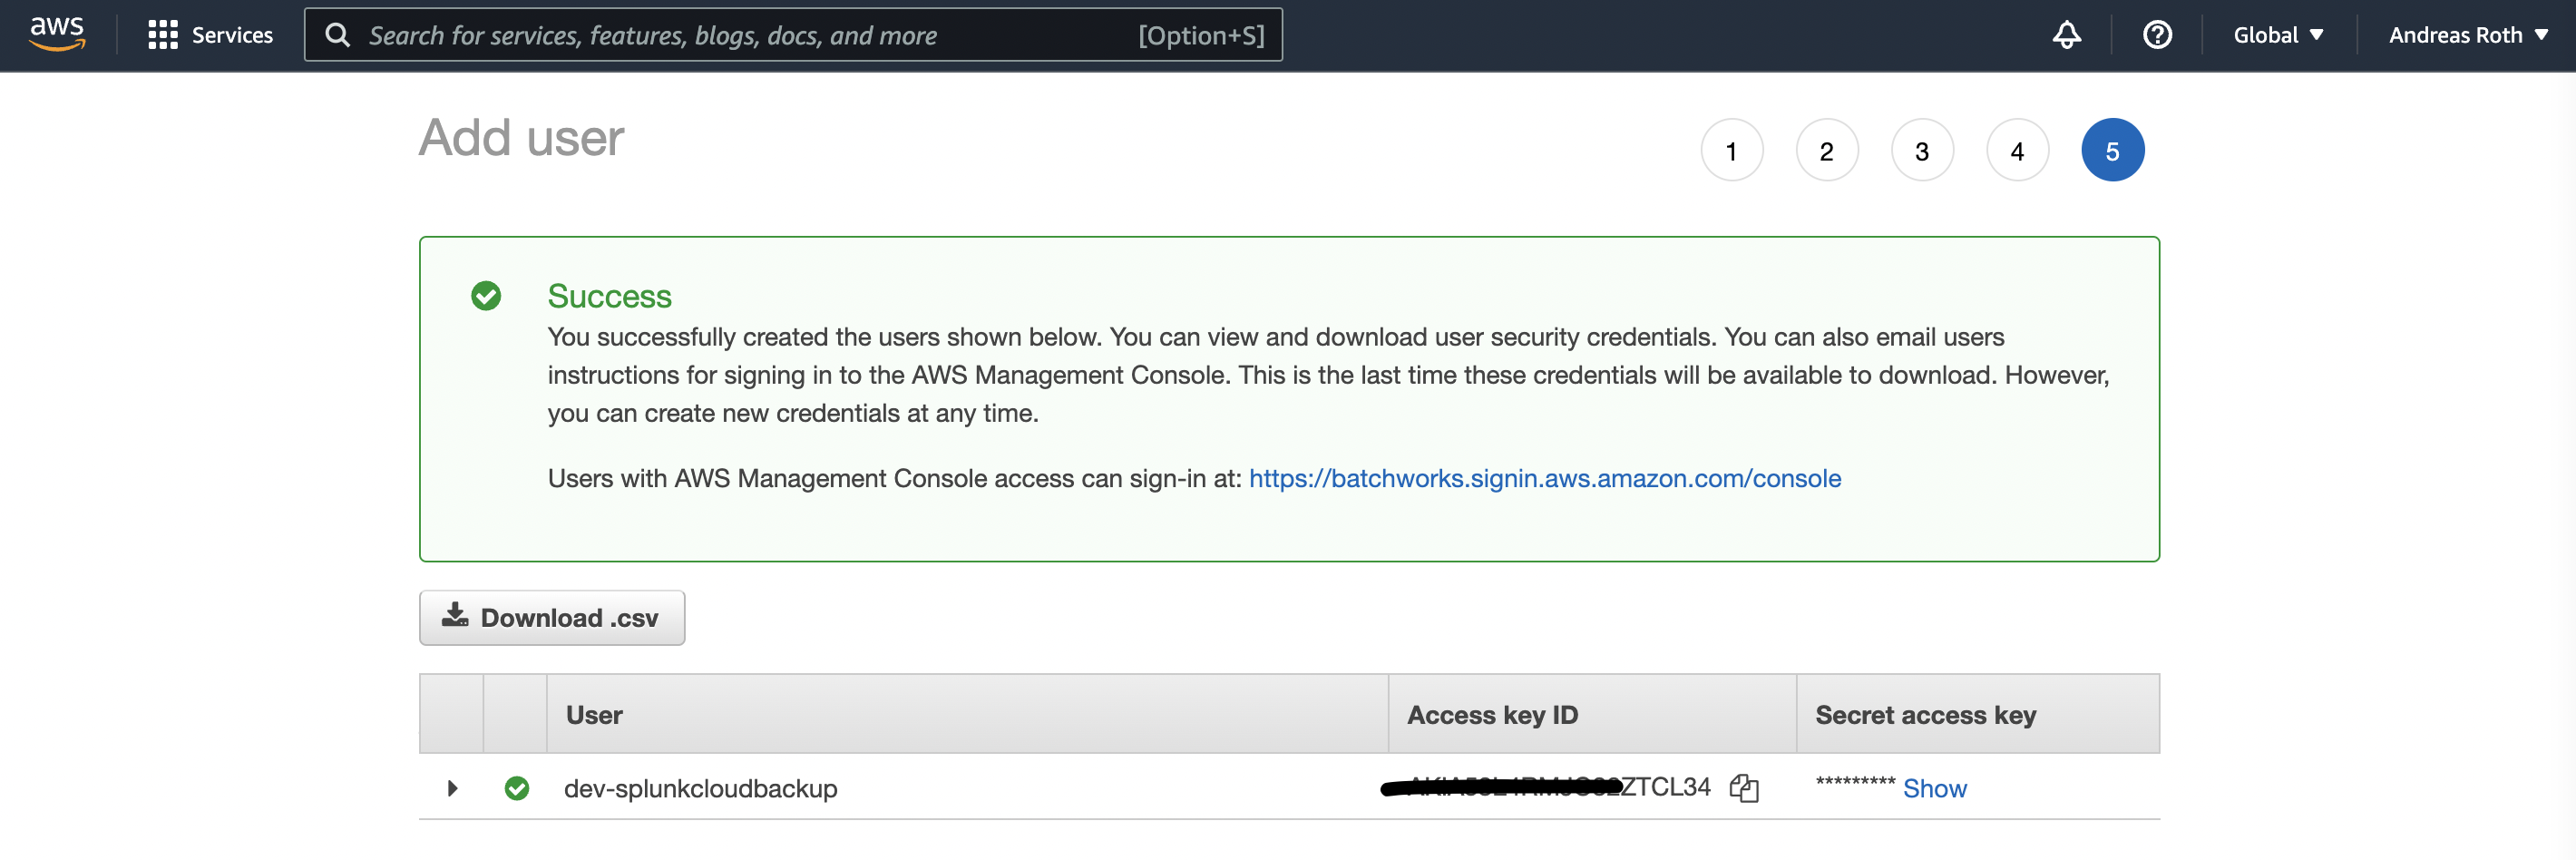 aws Services Search for services, features, blogs, docs, and more [Option+S] Global Andreas Roth
Add user 1 2 3 4 5
Success
You successfully created the users shown below. You can view and download user security credentials. You can also email users
instructions for signing in to the AWS Management Console. This is the last time these credentials will be available to download. However,
you can create new credentials at any time.
Users with AWS Management Console access can sign-in at: https://batchworks.signin.aws.amazon.com/console
Download .csv
User Access key ID Secret access key
dev-splunkcloudbackup ZTCL34 ********* Show